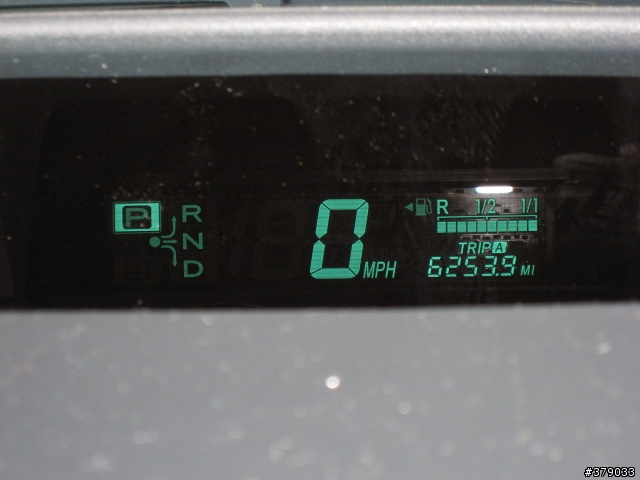 P R
N
D
0 MPH
R 1/2 1/1
TRIP A
6253.9 MI
#379033